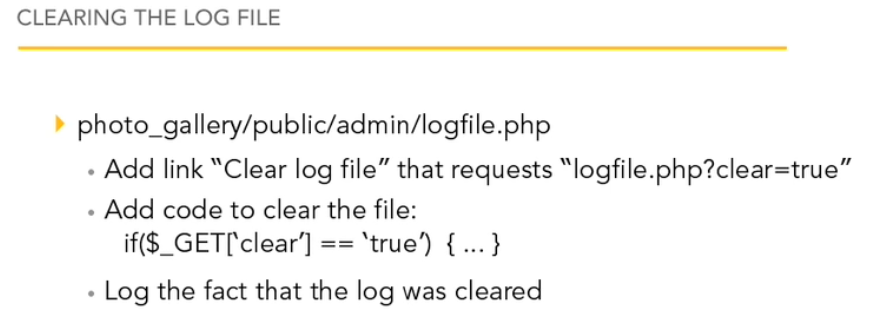 CLEARING THE LOG FILE
photo_gallery/public/admin/logfile.php
• Add link “Clear log file” that requests “logfile.php?clear=true”
• Add code to clear the file:
if($_GET[‘clear’] == ‘true’) { ... }
• Log the fact that the log was cleared